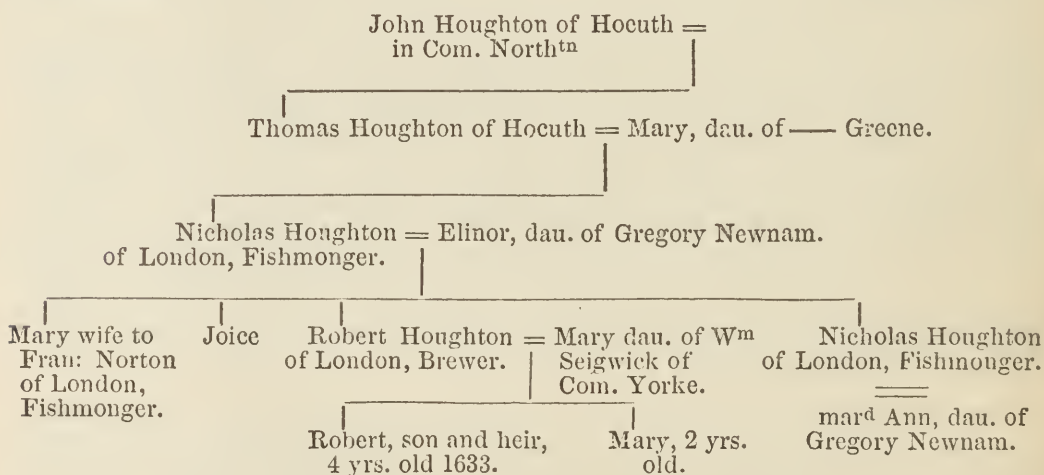 John Houghton of Hocuth =
in Com. Northtn
Thomas Houghton of Hocuth = Mary, dau. of — Greene.
Nicholas Houghton = Elinor, dau. of Gregory Newnam.
of London, Fishmonger.
Mary wife to
Fran: Norton
of London,
Fishmonger.
Joice
Robert Houghton =
of London, Brewer.
Mary dau. of Wm
Seigwick of
Com. Yorke.
Nicholas Houghton
of London, Fishmonger.
=
mard Ann, dau. of
Gregory Newnam.
Robert, son and heir,
4 yrs. old 1633.
Mary, 2 yrs.
old.